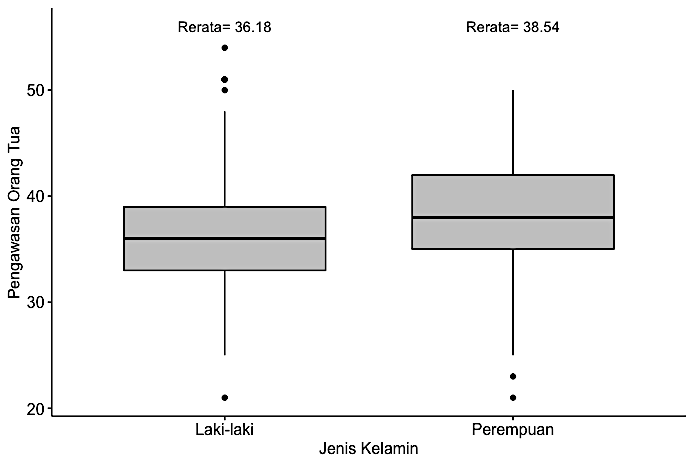 Rerata= 36.18
Rerata= 38.54
Pengawasan Orang Tua
50
40
30
20
Laki-laki
Perempuan
Jenis Kelamin